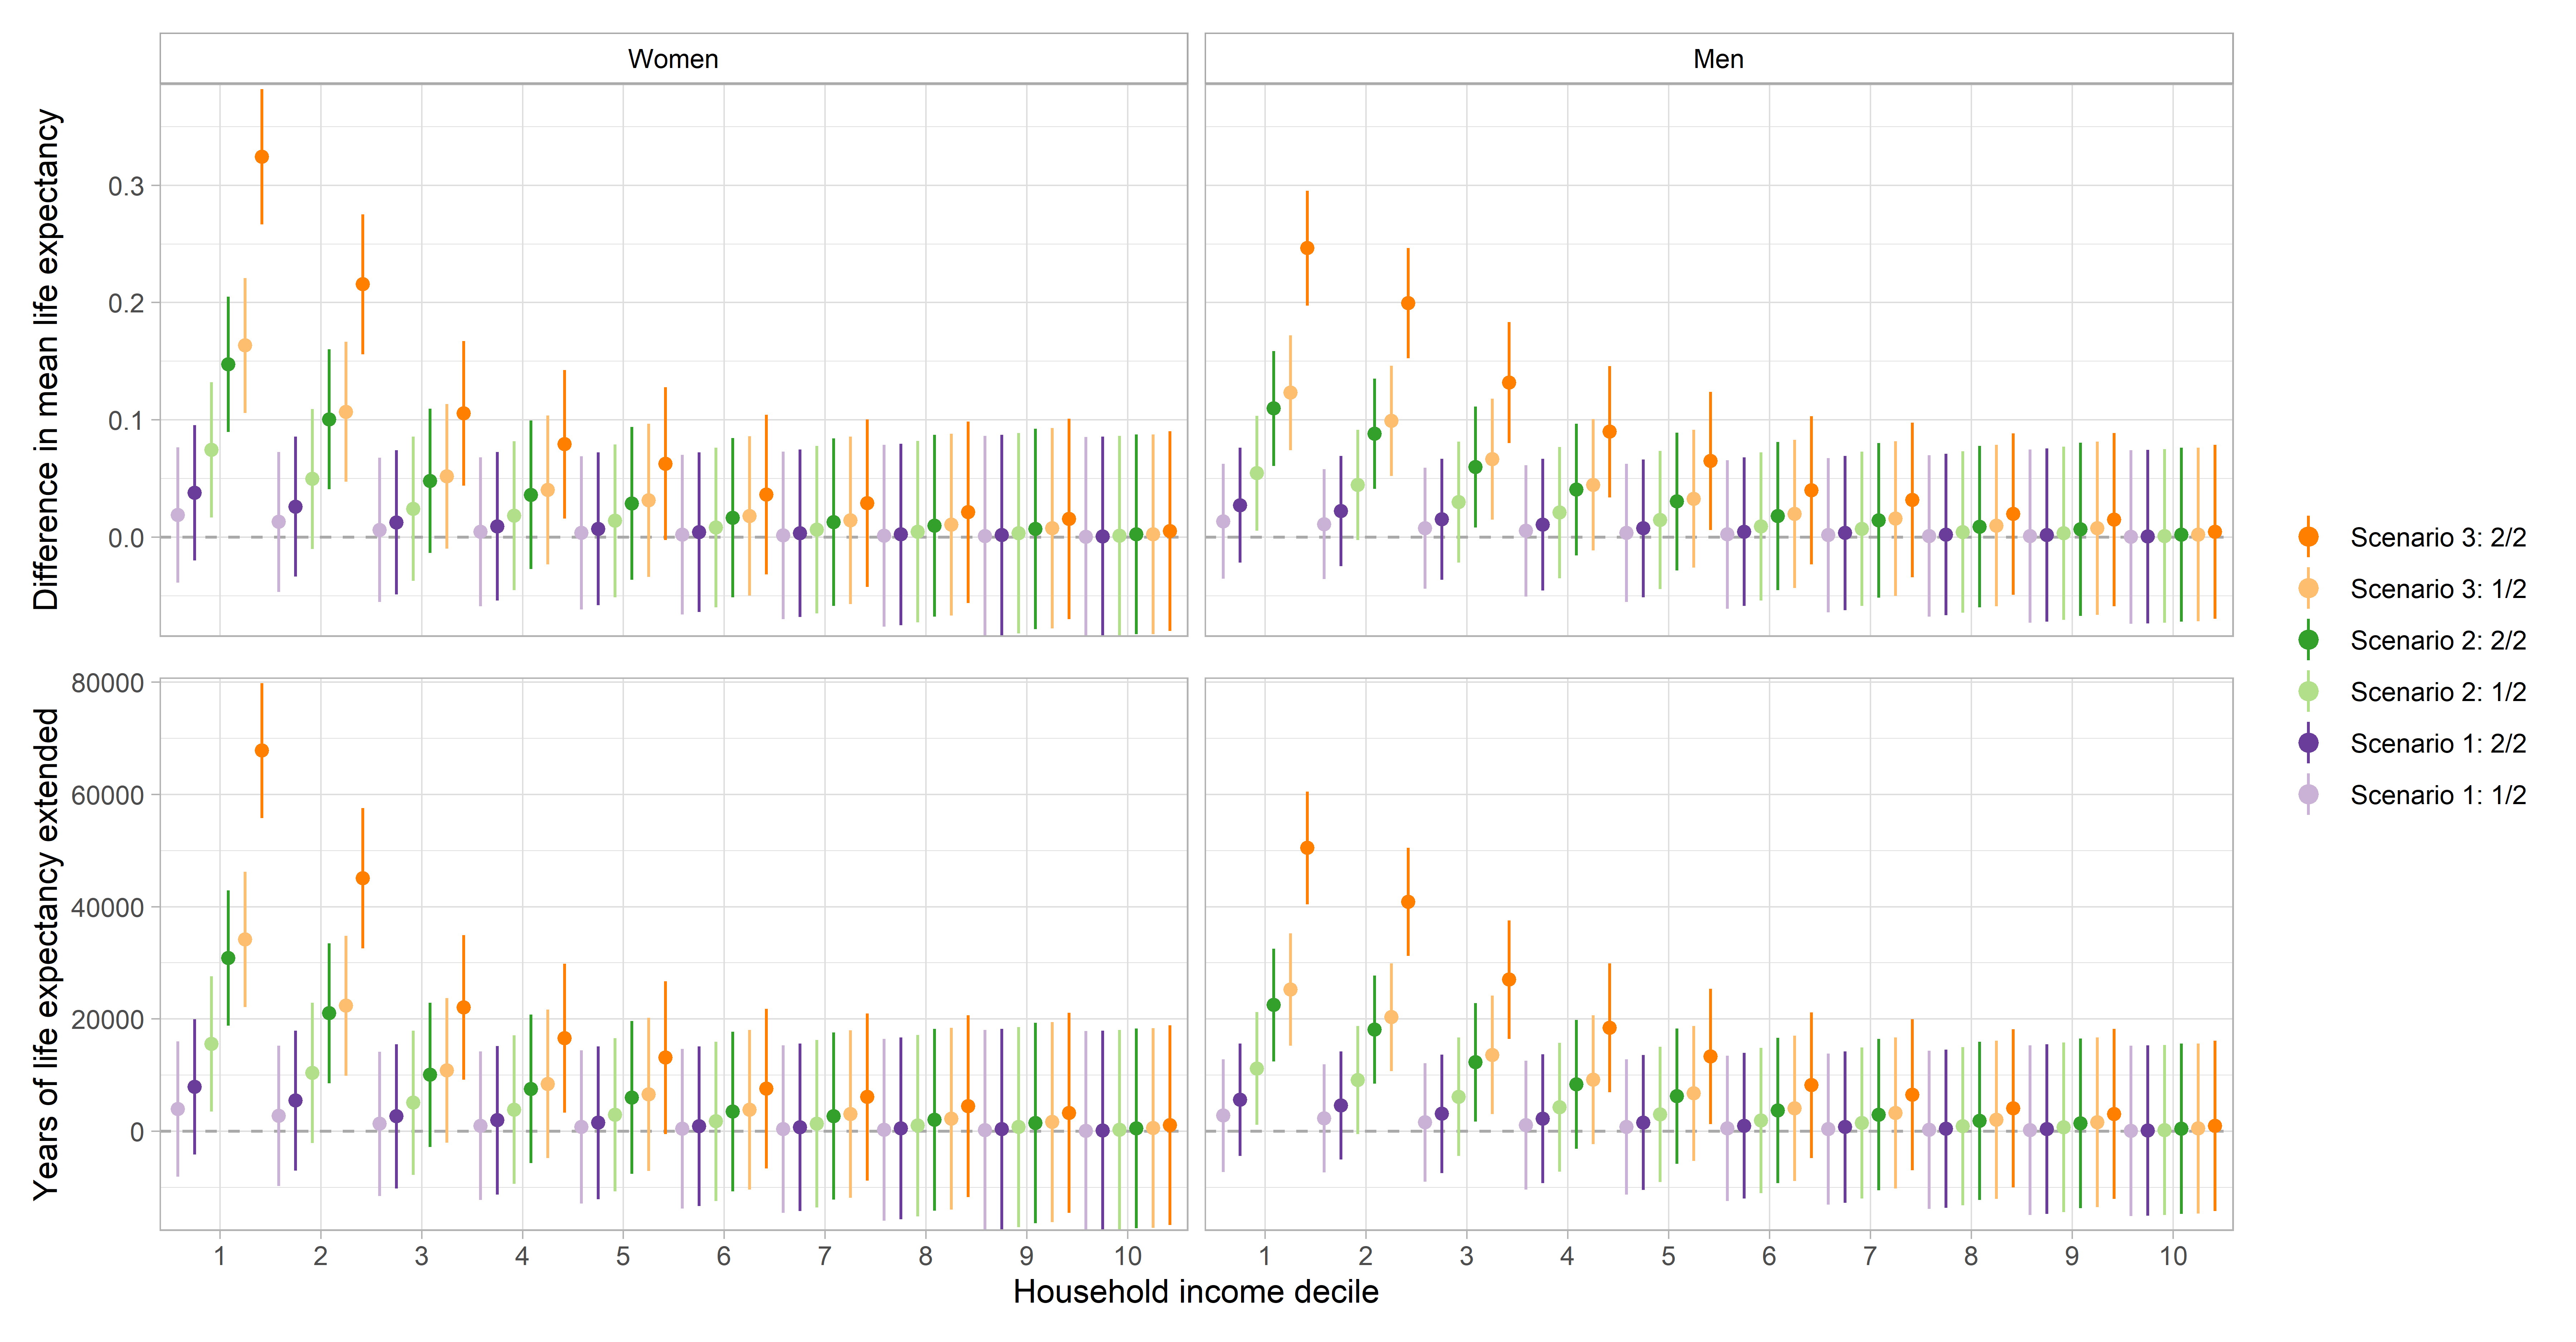 Women
Men
Difference in mean life expectancy
0.3
0.2
0.1
0.0
Years of life expectancy extended
80000
60000
40000
20000
0
1 2 3 4 5 6 7 8 9 10
1 2 3 4 5 6 7 8 9 10
Household income decile
Scenario 3: 2/2
Scenario 3: 1/2
Scenario 2: 2/2
Scenario 2: 1/2
Scenario 1: 2/2
Scenario 1: 1/2